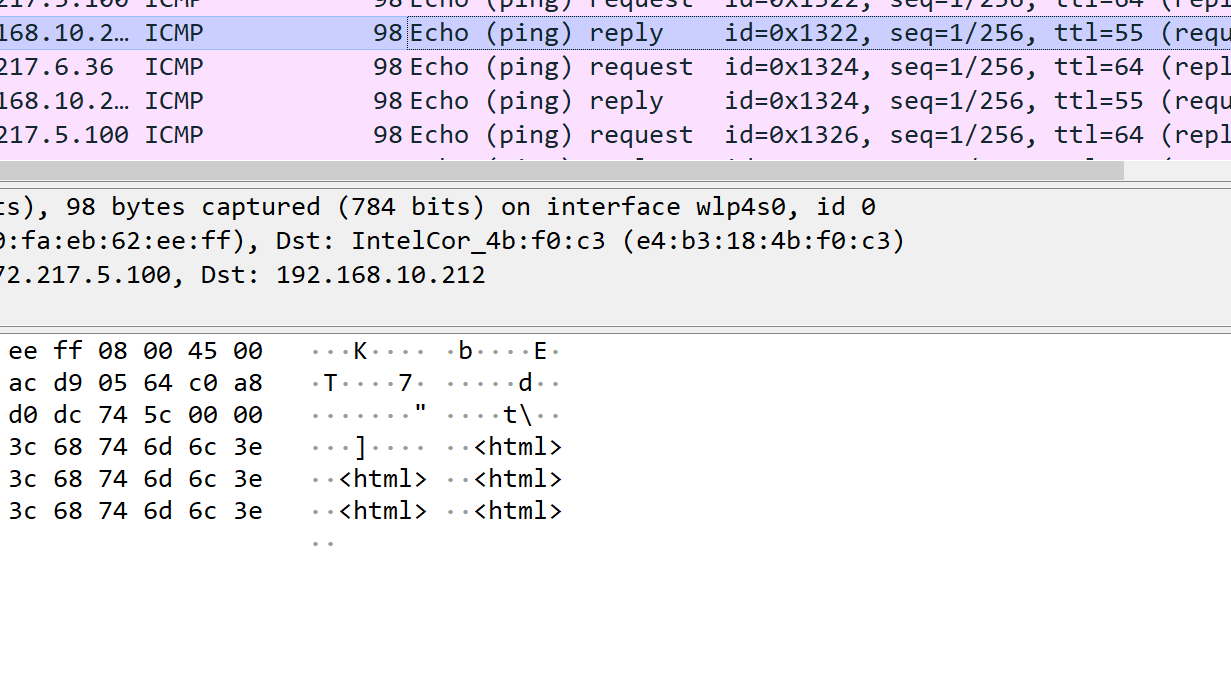 217.5.100 ICMP 98 Echo (ping) request id=0x1322, seq=1/256, ttl=64 (repl
168.10.2… ICMP 98 Echo (ping) reply id=0x1322, seq=1/256, ttl=55 (requ
217.6.36 ICMP 98 Echo (ping) request id=0x1324, seq=1/256, ttl=64 (repl
168.10.2… ICMP 98 Echo (ping) reply id=0x1324, seq=1/256, ttl=55 (requ
217.5.100 ICMP 98 Echo (ping) request id=0x1326, seq=1/256, ttl=64 (repl
ts), 98 bytes captured (784 bits) on interface wlp4s0, id 0
0:fa:eb:62:ee:ff), Dst: IntelCor_4b:f0:c3 (e4:b3:18:4b:f0:c3)
72.217.5.100, Dst: 192.168.10.212
ee ff 08 00 45 00 ···K···· ·b····E·
ac d9 05 64 c0 a8 ·T····7· ·····d··
d0 dc 74 5c 00 00 ·······" ····t\··
3c 68 74 6d 6c 3e ···]···· ··<html>
3c 68 74 6d 6c 3e ··<html> ··<html>
3c 68 74 6d 6c 3e ··<html> ··<html>
··